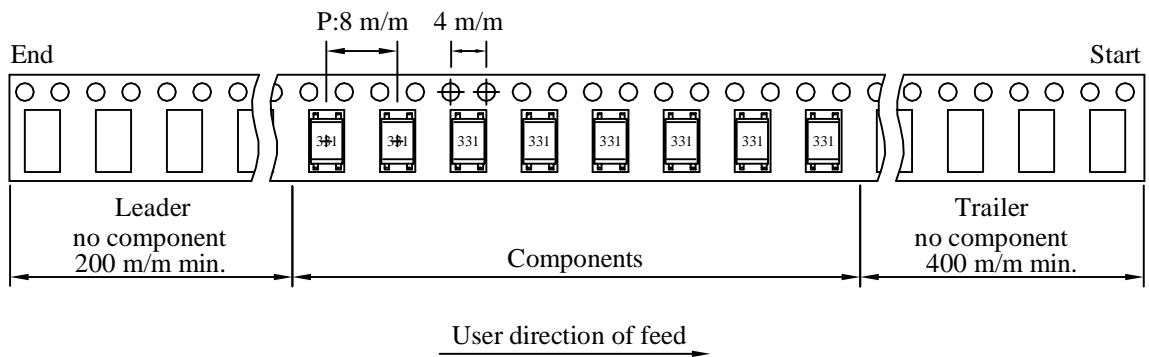 P:8 m/m
4 m/m
End
Start
331 331 331 331 331 331 331 331
Leader
no component
200 m/m min.
Components
Trailer
no component
400 m/m min.
User direction of feed